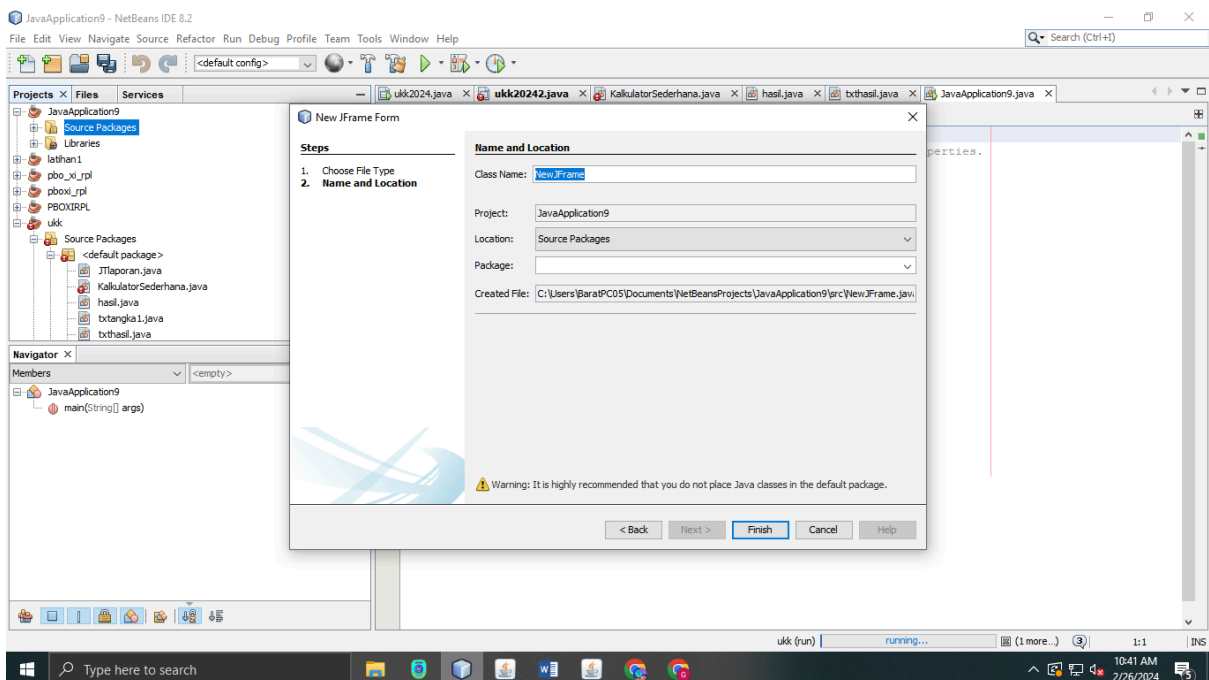 JavaApplication9 - NetBeans IDE 8.2
File Edit View Navigate Source Refactor Run Debug Profile Team Tools Window Help
Search (Ctrl+I)
<default config>
Projects Files Services
ukk2024.java ukk20242.java KalkulatorSederhana.java hasil.java txthasil.java JavaApplication9.java
JavaApplication9
Source Packages
Libraries
latihan1
pbo_xi_rpl
pboxi_rpl
PBOXIRPL
ukk
Source Packages
<default package>
JTlaporan.java
KalkulatorSederhana.java
hasil.java
txtangka1.java
txthasil.java
Navigator
Members <empty>
JavaApplication9
main(String[] args)
New JFrame Form
Steps
1. Choose File Type
2. Name and Location
Name and Location
Class Name: NewJFrame
Project: JavaApplication9
Location: Source Packages
Package:
Created File: C:\Users\BaratPC05\Documents\NetBeansProjects\JavaApplication9\src\NewJFrame.java
Warning: It is highly recommended that you do not place Java classes in the default package.
< Back Next > Finish Cancel Help
perties.
ukk (run) running... (1 more...) 3 1:1 INS
Type here to search
10:41 AM
2/26/2024
5